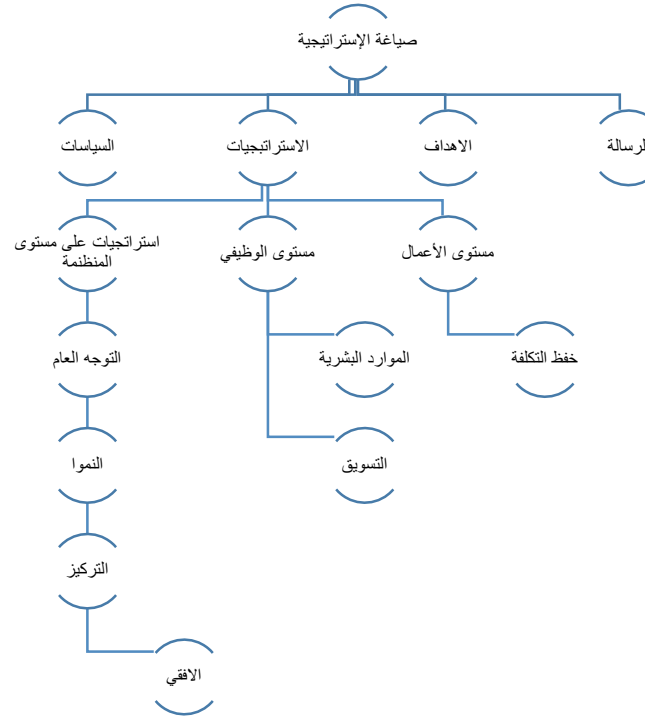 صياغة الإستراتيجية
لرسالة
الاهداف
الاستراتيجيات
السياسات
مستوى الأعمال
مستوى الوظيفي
استراتجيات على مستوى
المنظنمة
خفظ التكلفة
الموارد البشرية
التوجه العام
التسويق
النموا
التركيز
الافقي